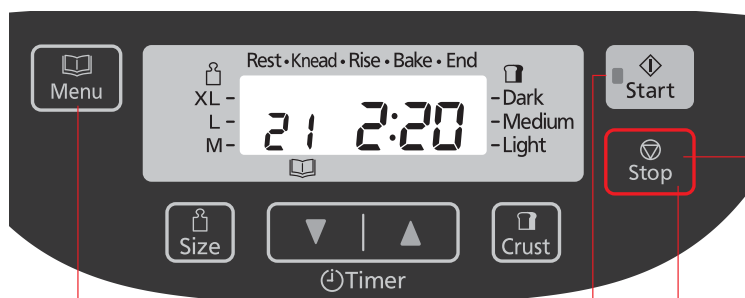 Menu
Rest • Knead • Rise • Bake • End
XL -
L -
M -
21 2:20
- Dark
- Medium
- Light
Start
Stop
Size
Crust
Timer